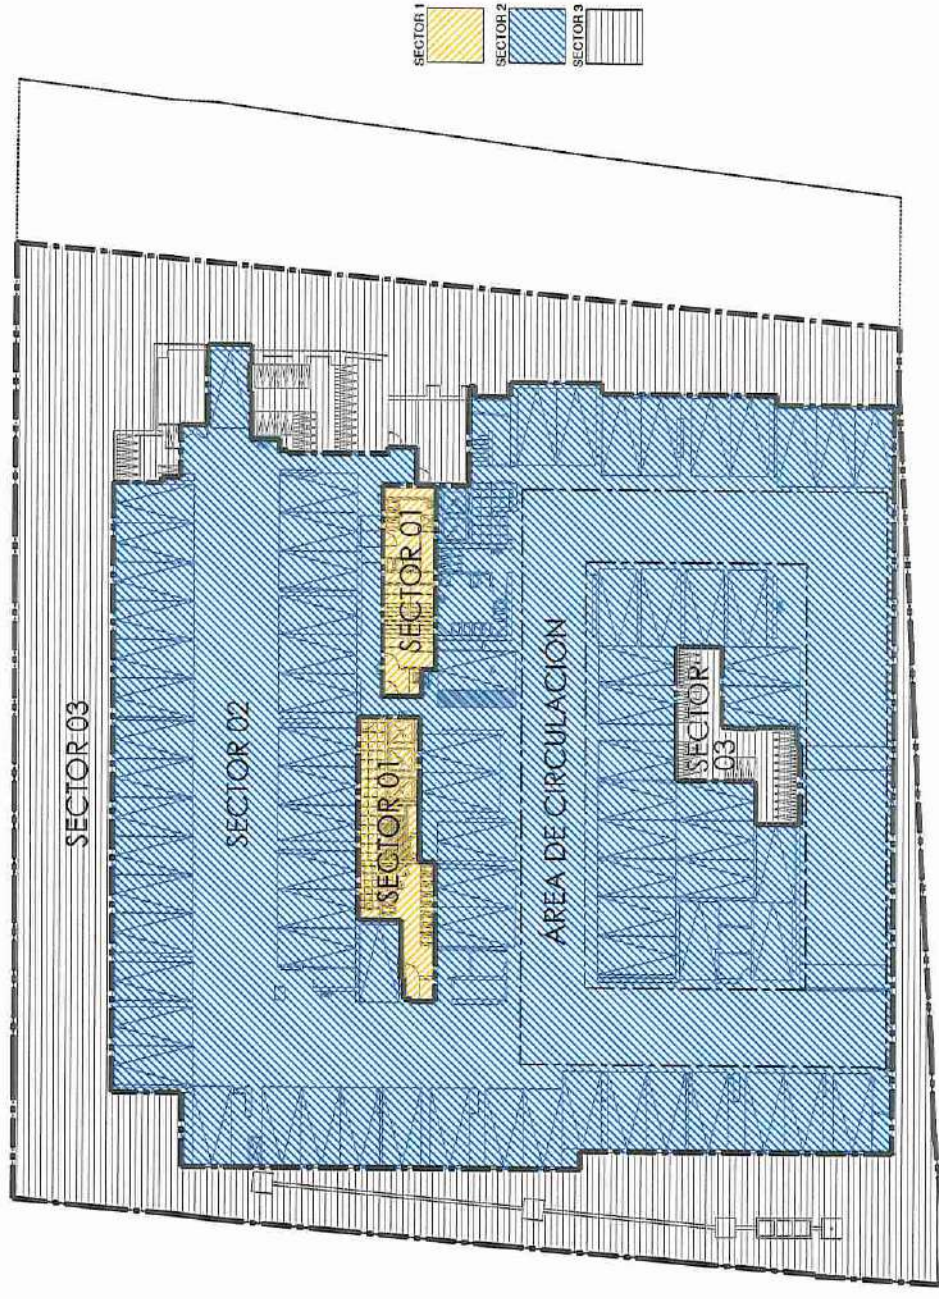 SECTOR 1
SECTOR 2
SECTOR 3
SECTOR 03
SECTOR 02
SECTOR 01
SECTOR 01
ÁREA DE CIRCULACIÓN
SECTOR
03